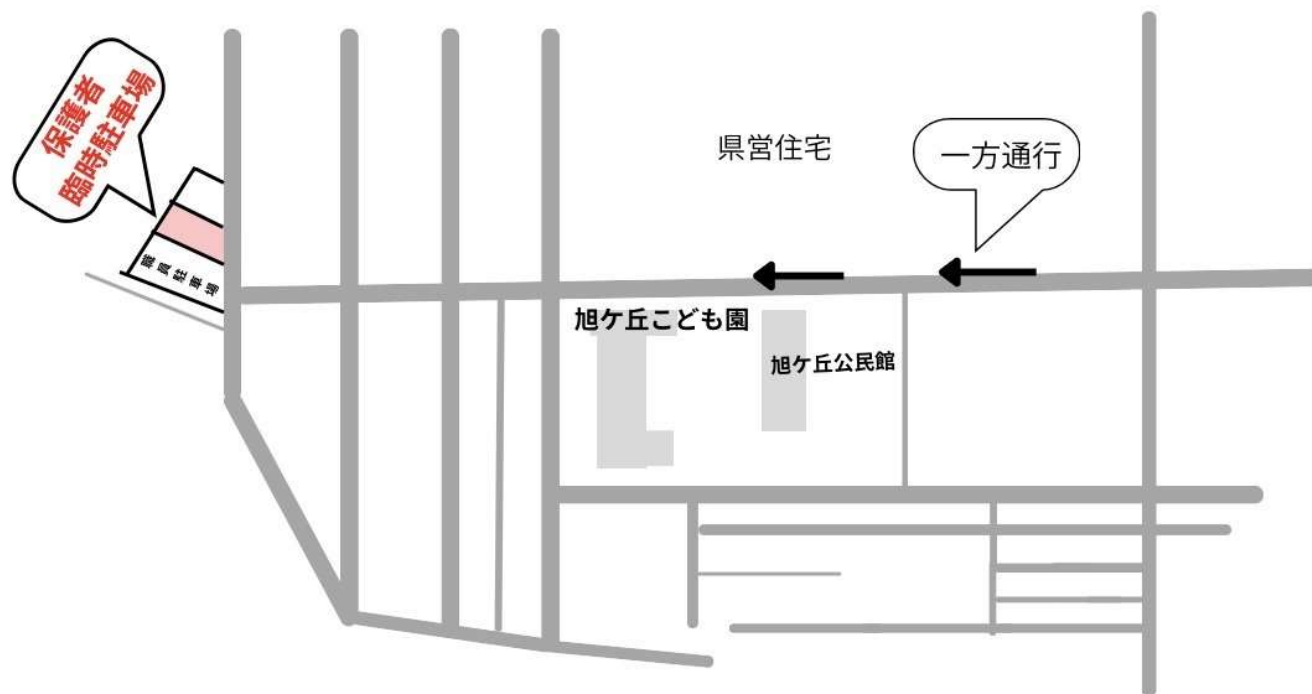 保護者
臨時駐車場
職員駐車場
県営住宅
一方通行
旭ケ丘こども園
旭ケ丘公民館